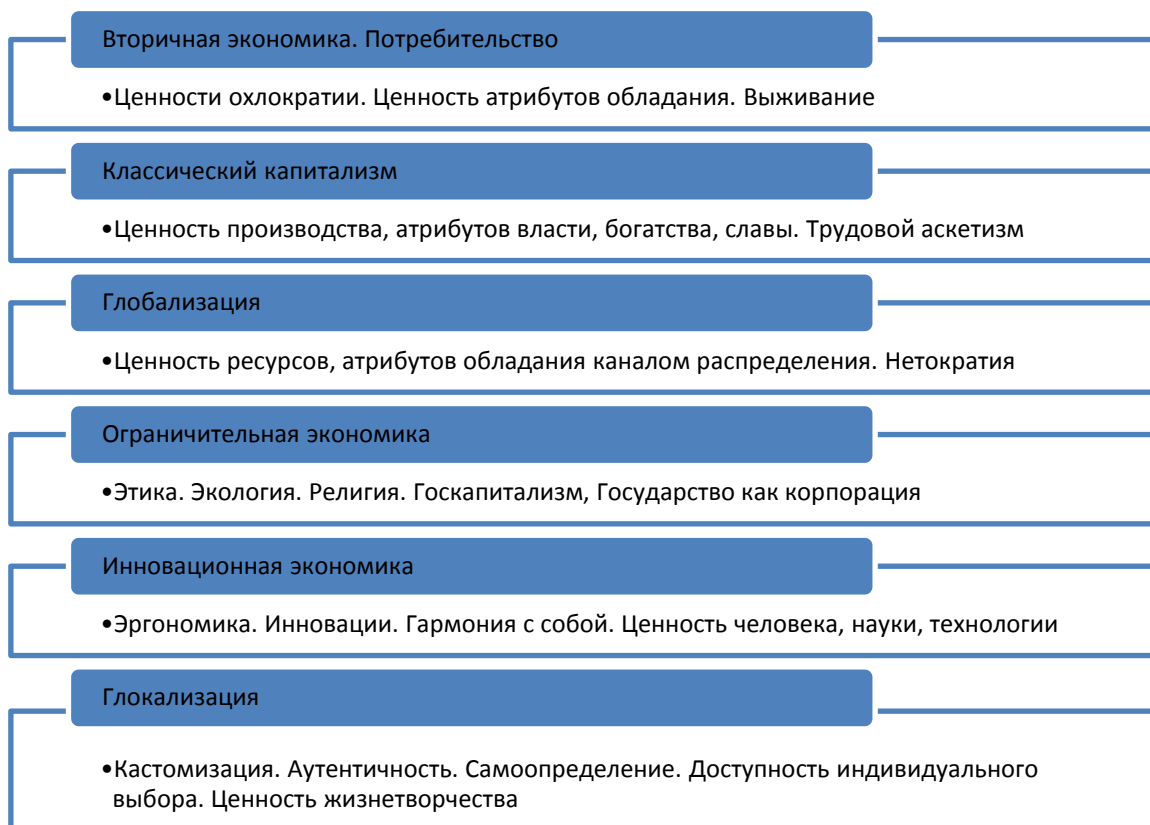 Вторичная экономика. Потребительство
•Ценности охлократии. Ценность атрибутов обладания. Выживание
Классический капитализм
•Ценность производства, атрибутов власти, богатства, славы. Трудовой аскетизм
Глобализация
•Ценность ресурсов, атрибутов обладания каналом распределения. Нетократия
Ограничительная экономика
•Этика. Экология. Религия. Госкапитализм, Государство как корпорация
Инновационная экономика
•Эргономика. Инновации. Гармония с собой. Ценность человека, науки, технологии
Глокализация
•Кастомизация. Аутентичность. Самоопределение. Доступность индивидуального
выбора. Ценность жизнетворчества